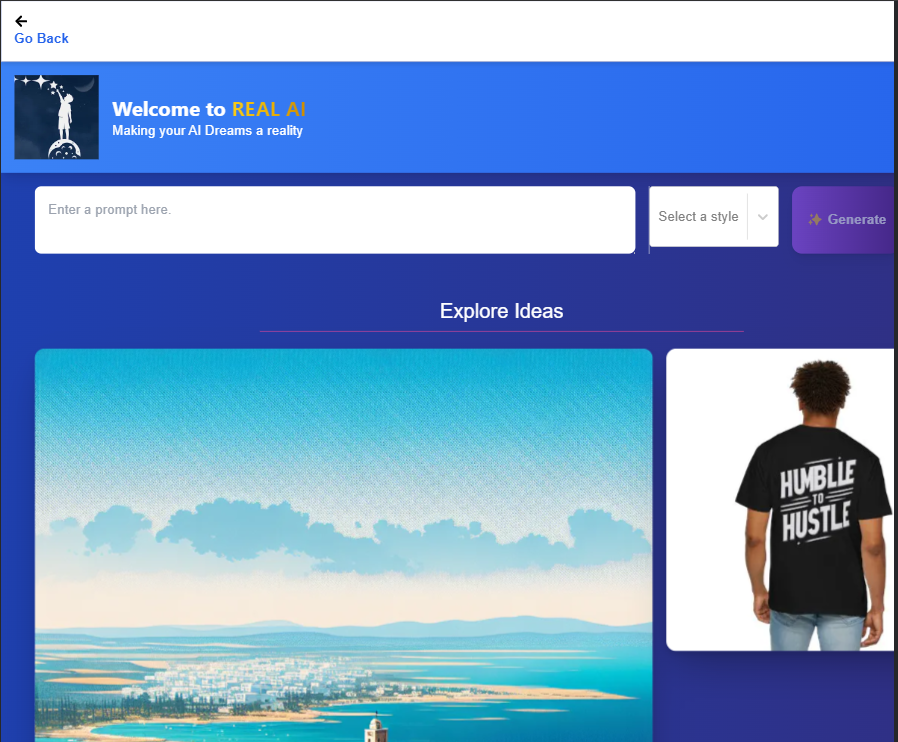 Go Back
Welcome to REAL AI
Making your AI Dreams a reality
Enter a prompt here.
Select a style
✨ Generate
Explore Ideas
HUMBLLE
TO
HUSTLE